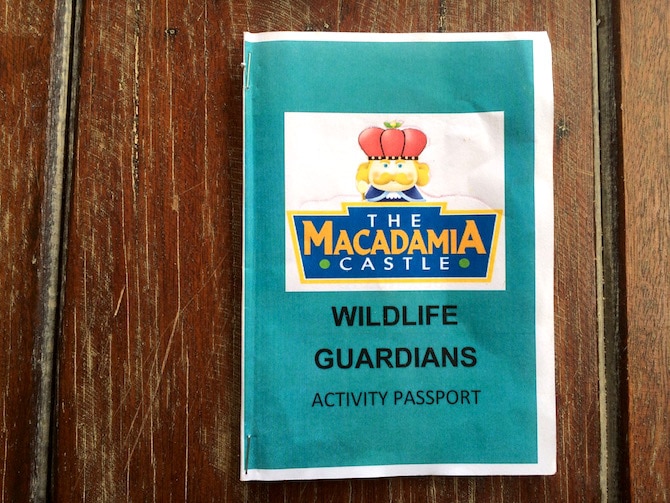 THE
MACADAMIA
CASTLE
WILDLIFE
GUARDIANS
ACTIVITY PASSPORT